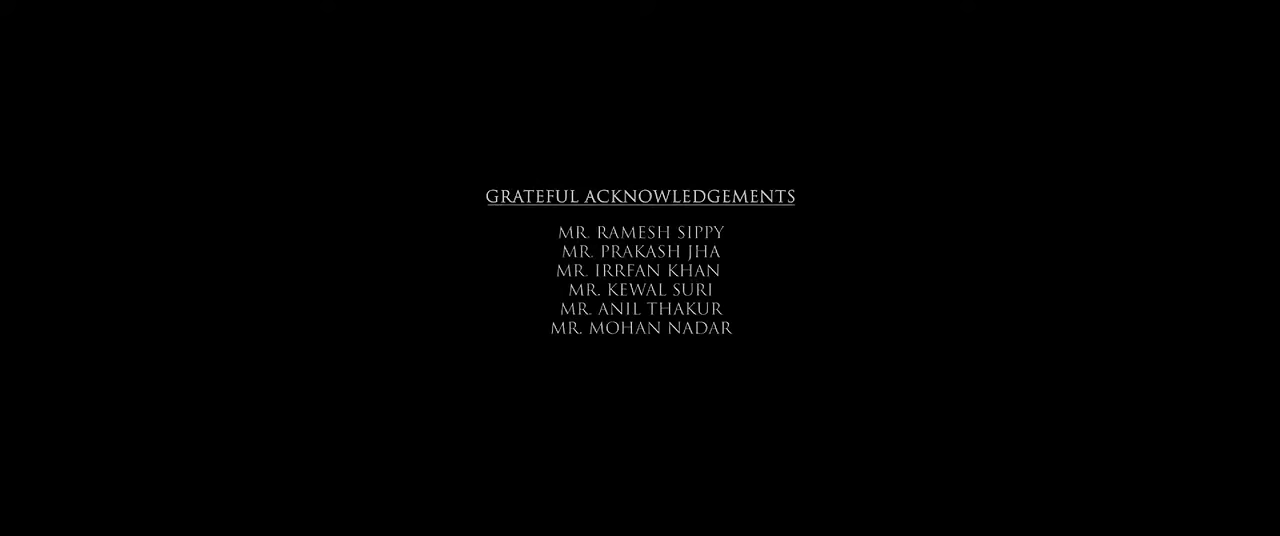 GRATEFUL ACKNOWLEDGEMENTS
MR. RAMESH SIPPY
MR. PRAKASH JHA
MR. IRRFAN KHAN
MR. KEWAL SURI
MR. ANIL THAKUR
MR. MOHAN NADAR